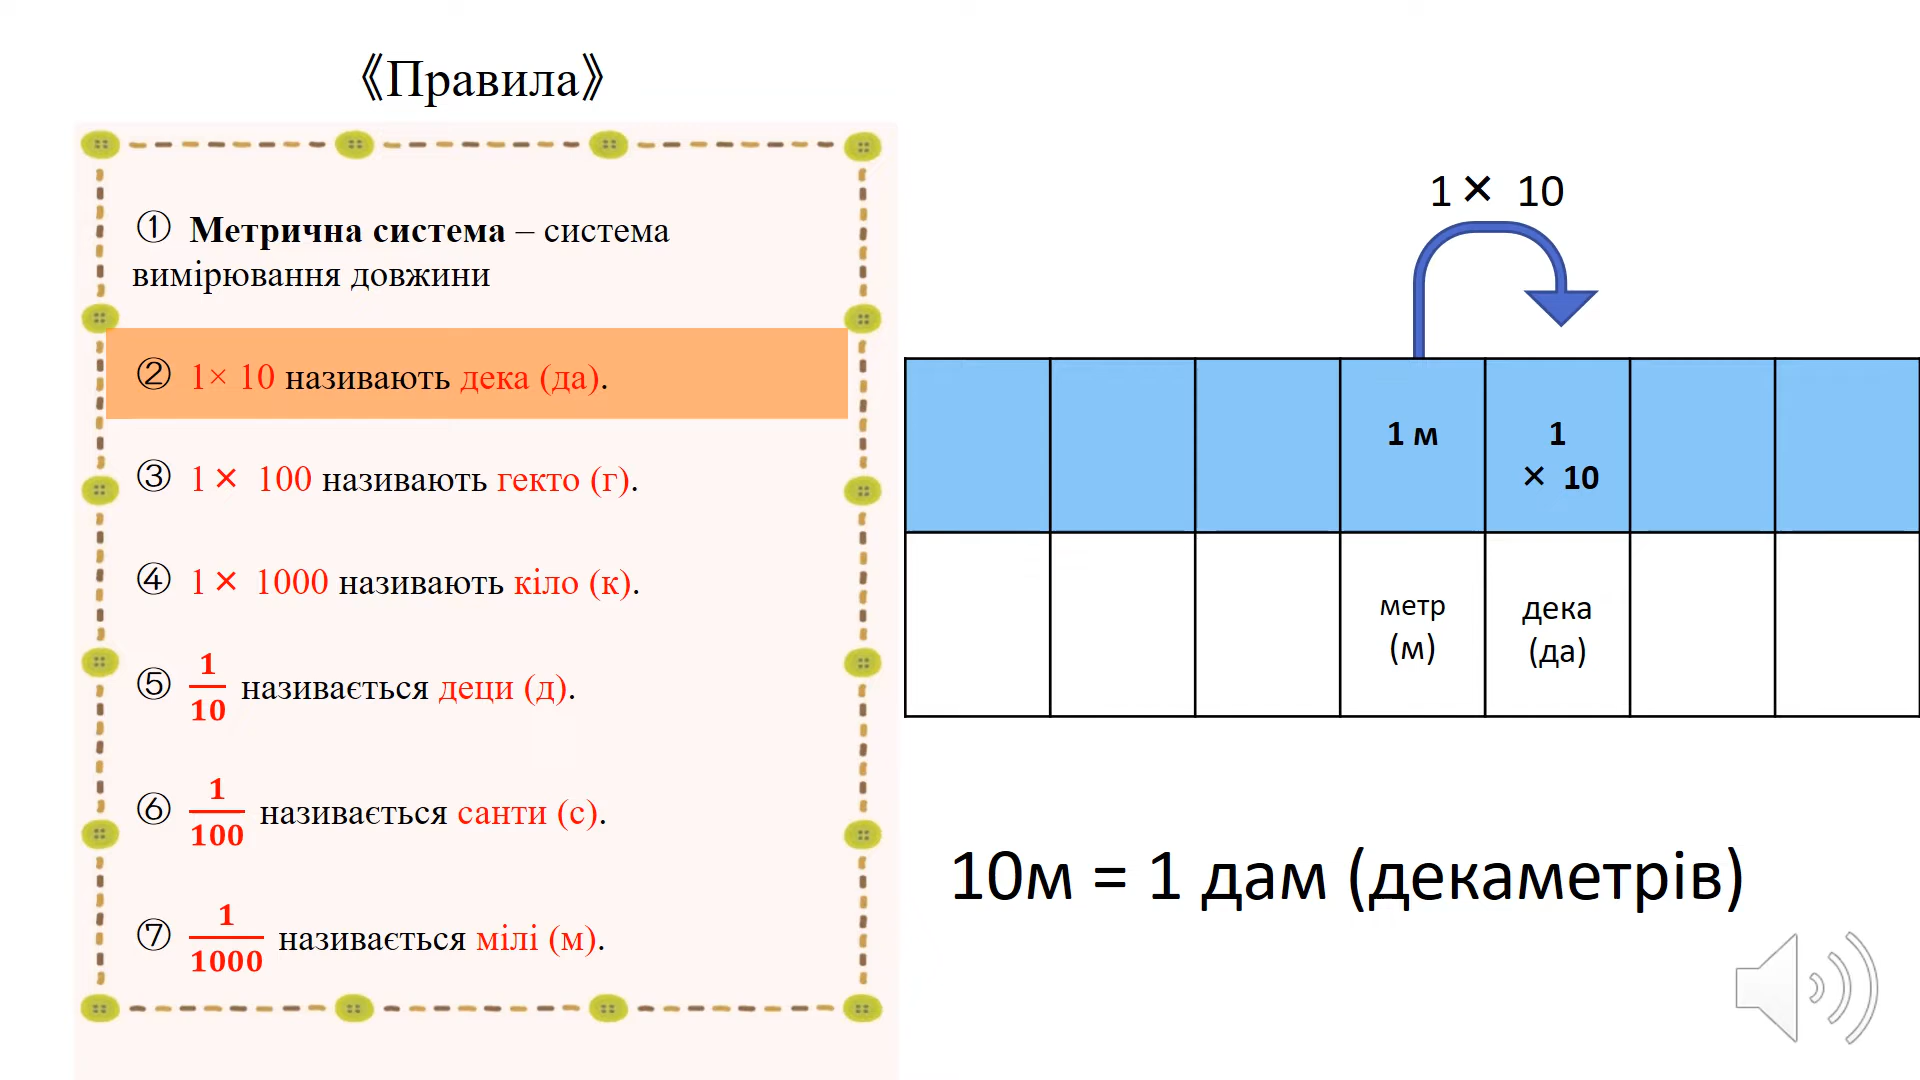 《Правила》
① Метрична система – система
вимірювання довжини
② 1× 10 називають дека (да).
③ 1× 100 називають гекто (г).
④ 1× 1000 називають кіло (к).
⑤ 1/10 називається деци (д).
⑥ 1/100 називається санти (с).
⑦ 1/1000 називається мілі (м).
1× 10
1 м
1
× 10
метр
(м)
дека
(да)
10м = 1 дам (декаметрів)